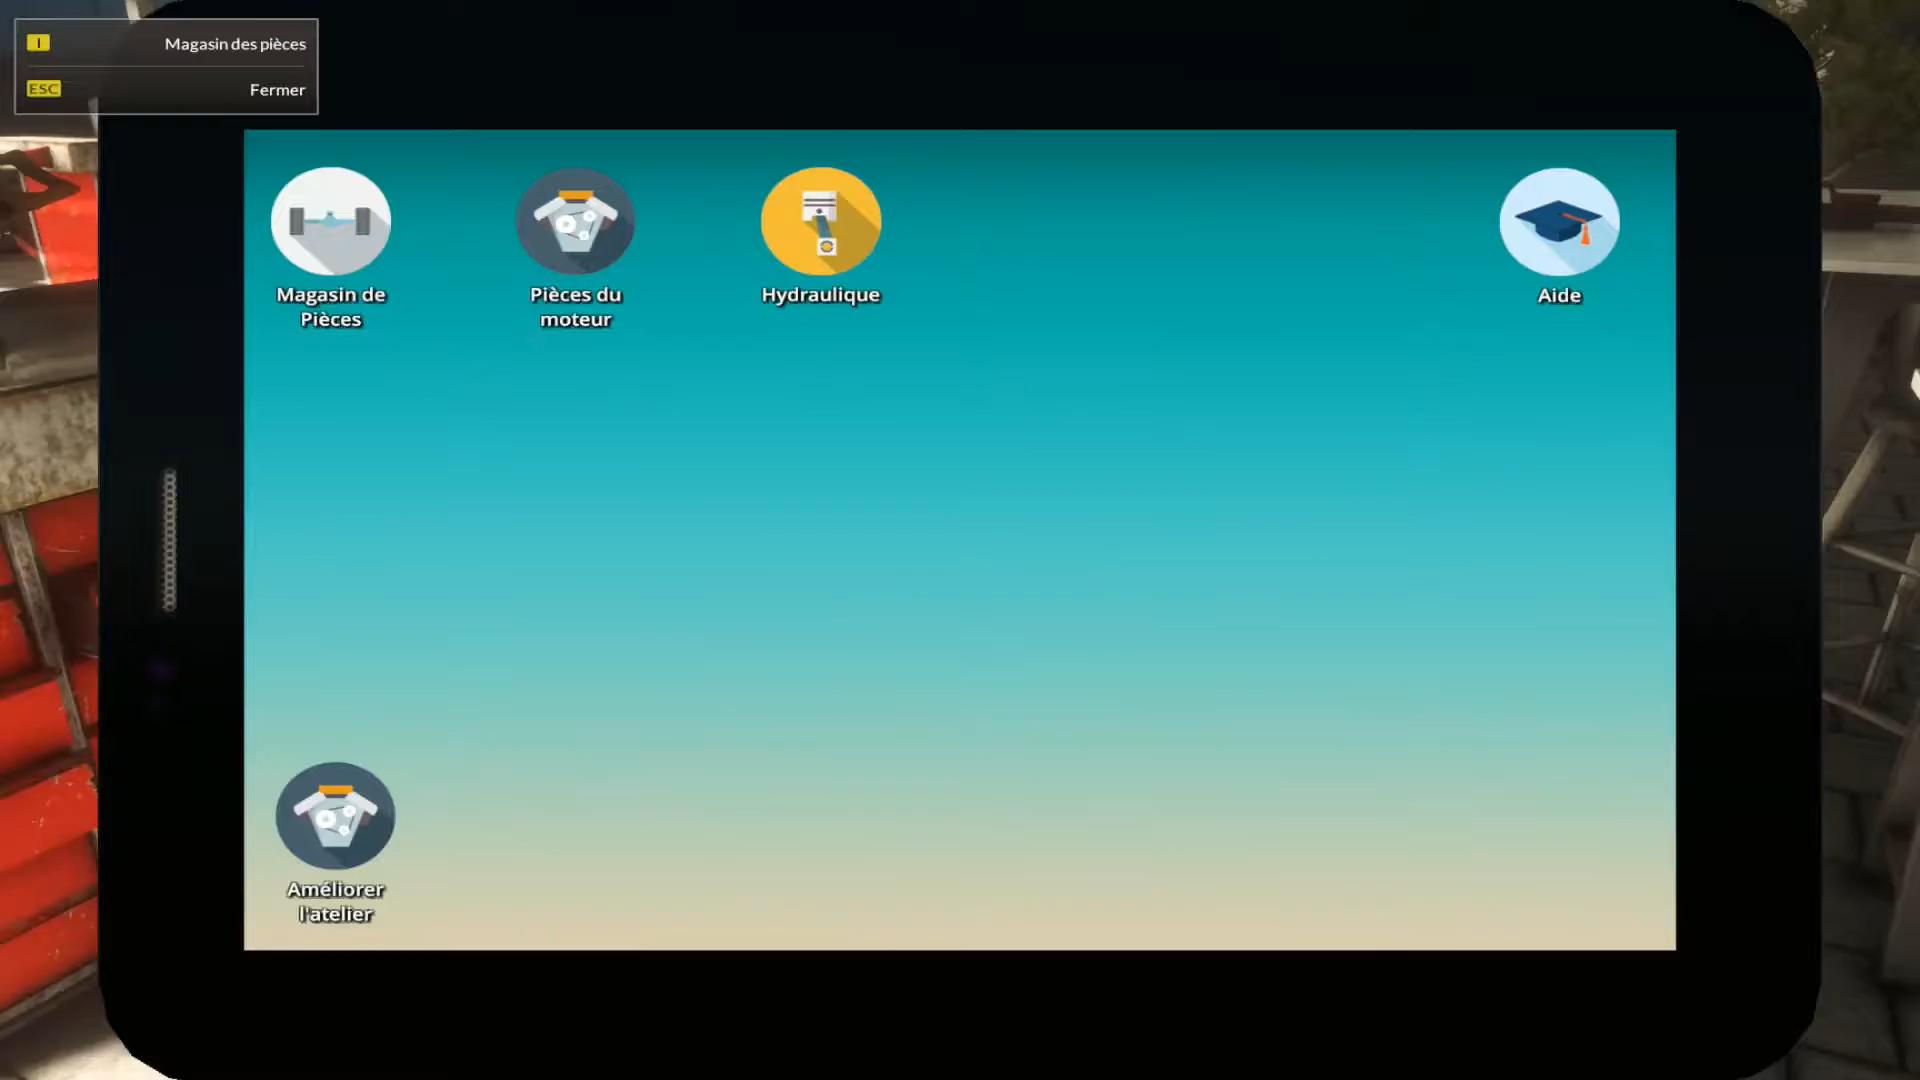 I Magasin des pièces
ESC Fermer
Magasin de
Pièces
Pièces du
moteur
Hydraulique
Aide
Améliorer
l'atelier